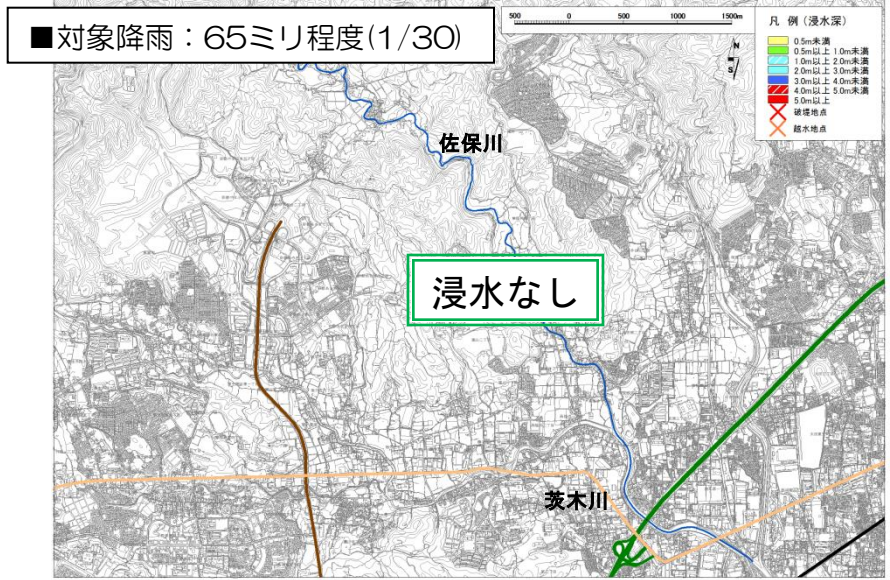 ■対象降雨：65ミリ程度(1/30)
500 0 500 1000 1500m
N
S
凡 例（浸水深）
0.5m未満
0.5m以上 1.0m未満
1.0m以上 2.0m未満
2.0m以上 3.0m未満
3.0m以上 4.0m未満
4.0m以上 5.0m未満
5.0m以上
破堤地点
越水地点
佐保川
浸水なし
茨木川